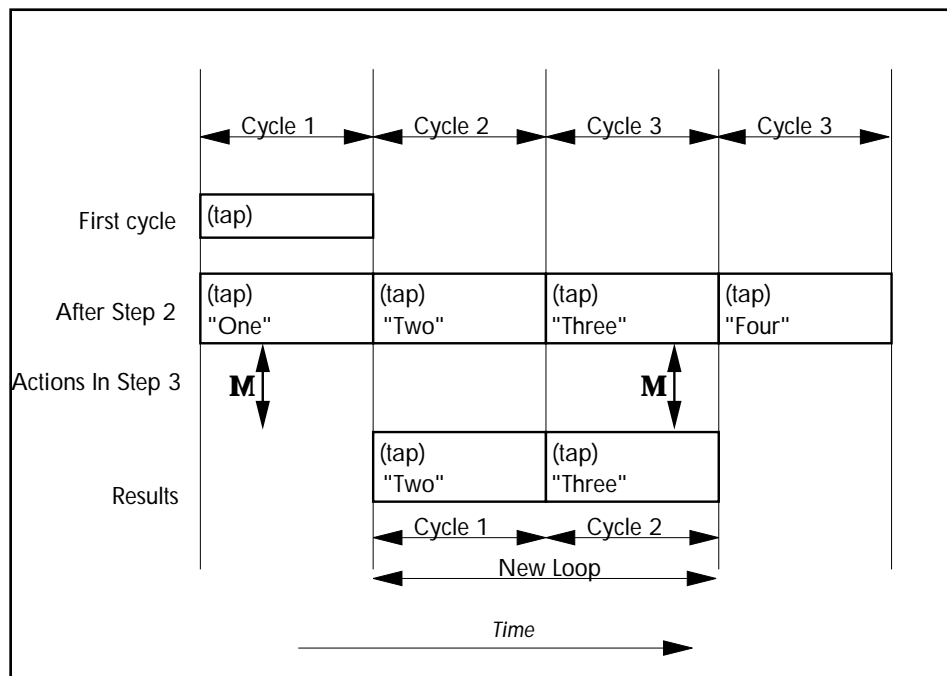 Cycle 1 Cycle 2 Cycle 3 Cycle 3
First cycle (tap)
(tap) (tap) (tap) (tap)
After Step 2 "One" "Two" "Three" "Four"
Actions In Step 3 M M
(tap) (tap)
"Two" "Three"
Results
Cycle 1 Cycle 2
New Loop
Time